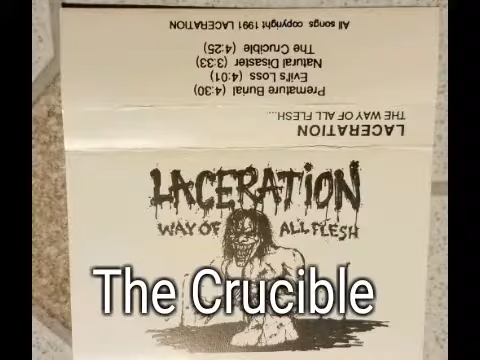 All songs copyright 1991 LACERATION
The Crucible (4:25)
Natural Disaster (3:33)
Evil's Loss (4:01)
Premature Burial (4:30)
THE WAY OF ALL FLESH....
LACERATION
LACERATION
WAY OF ALL FLESH
The Crucible